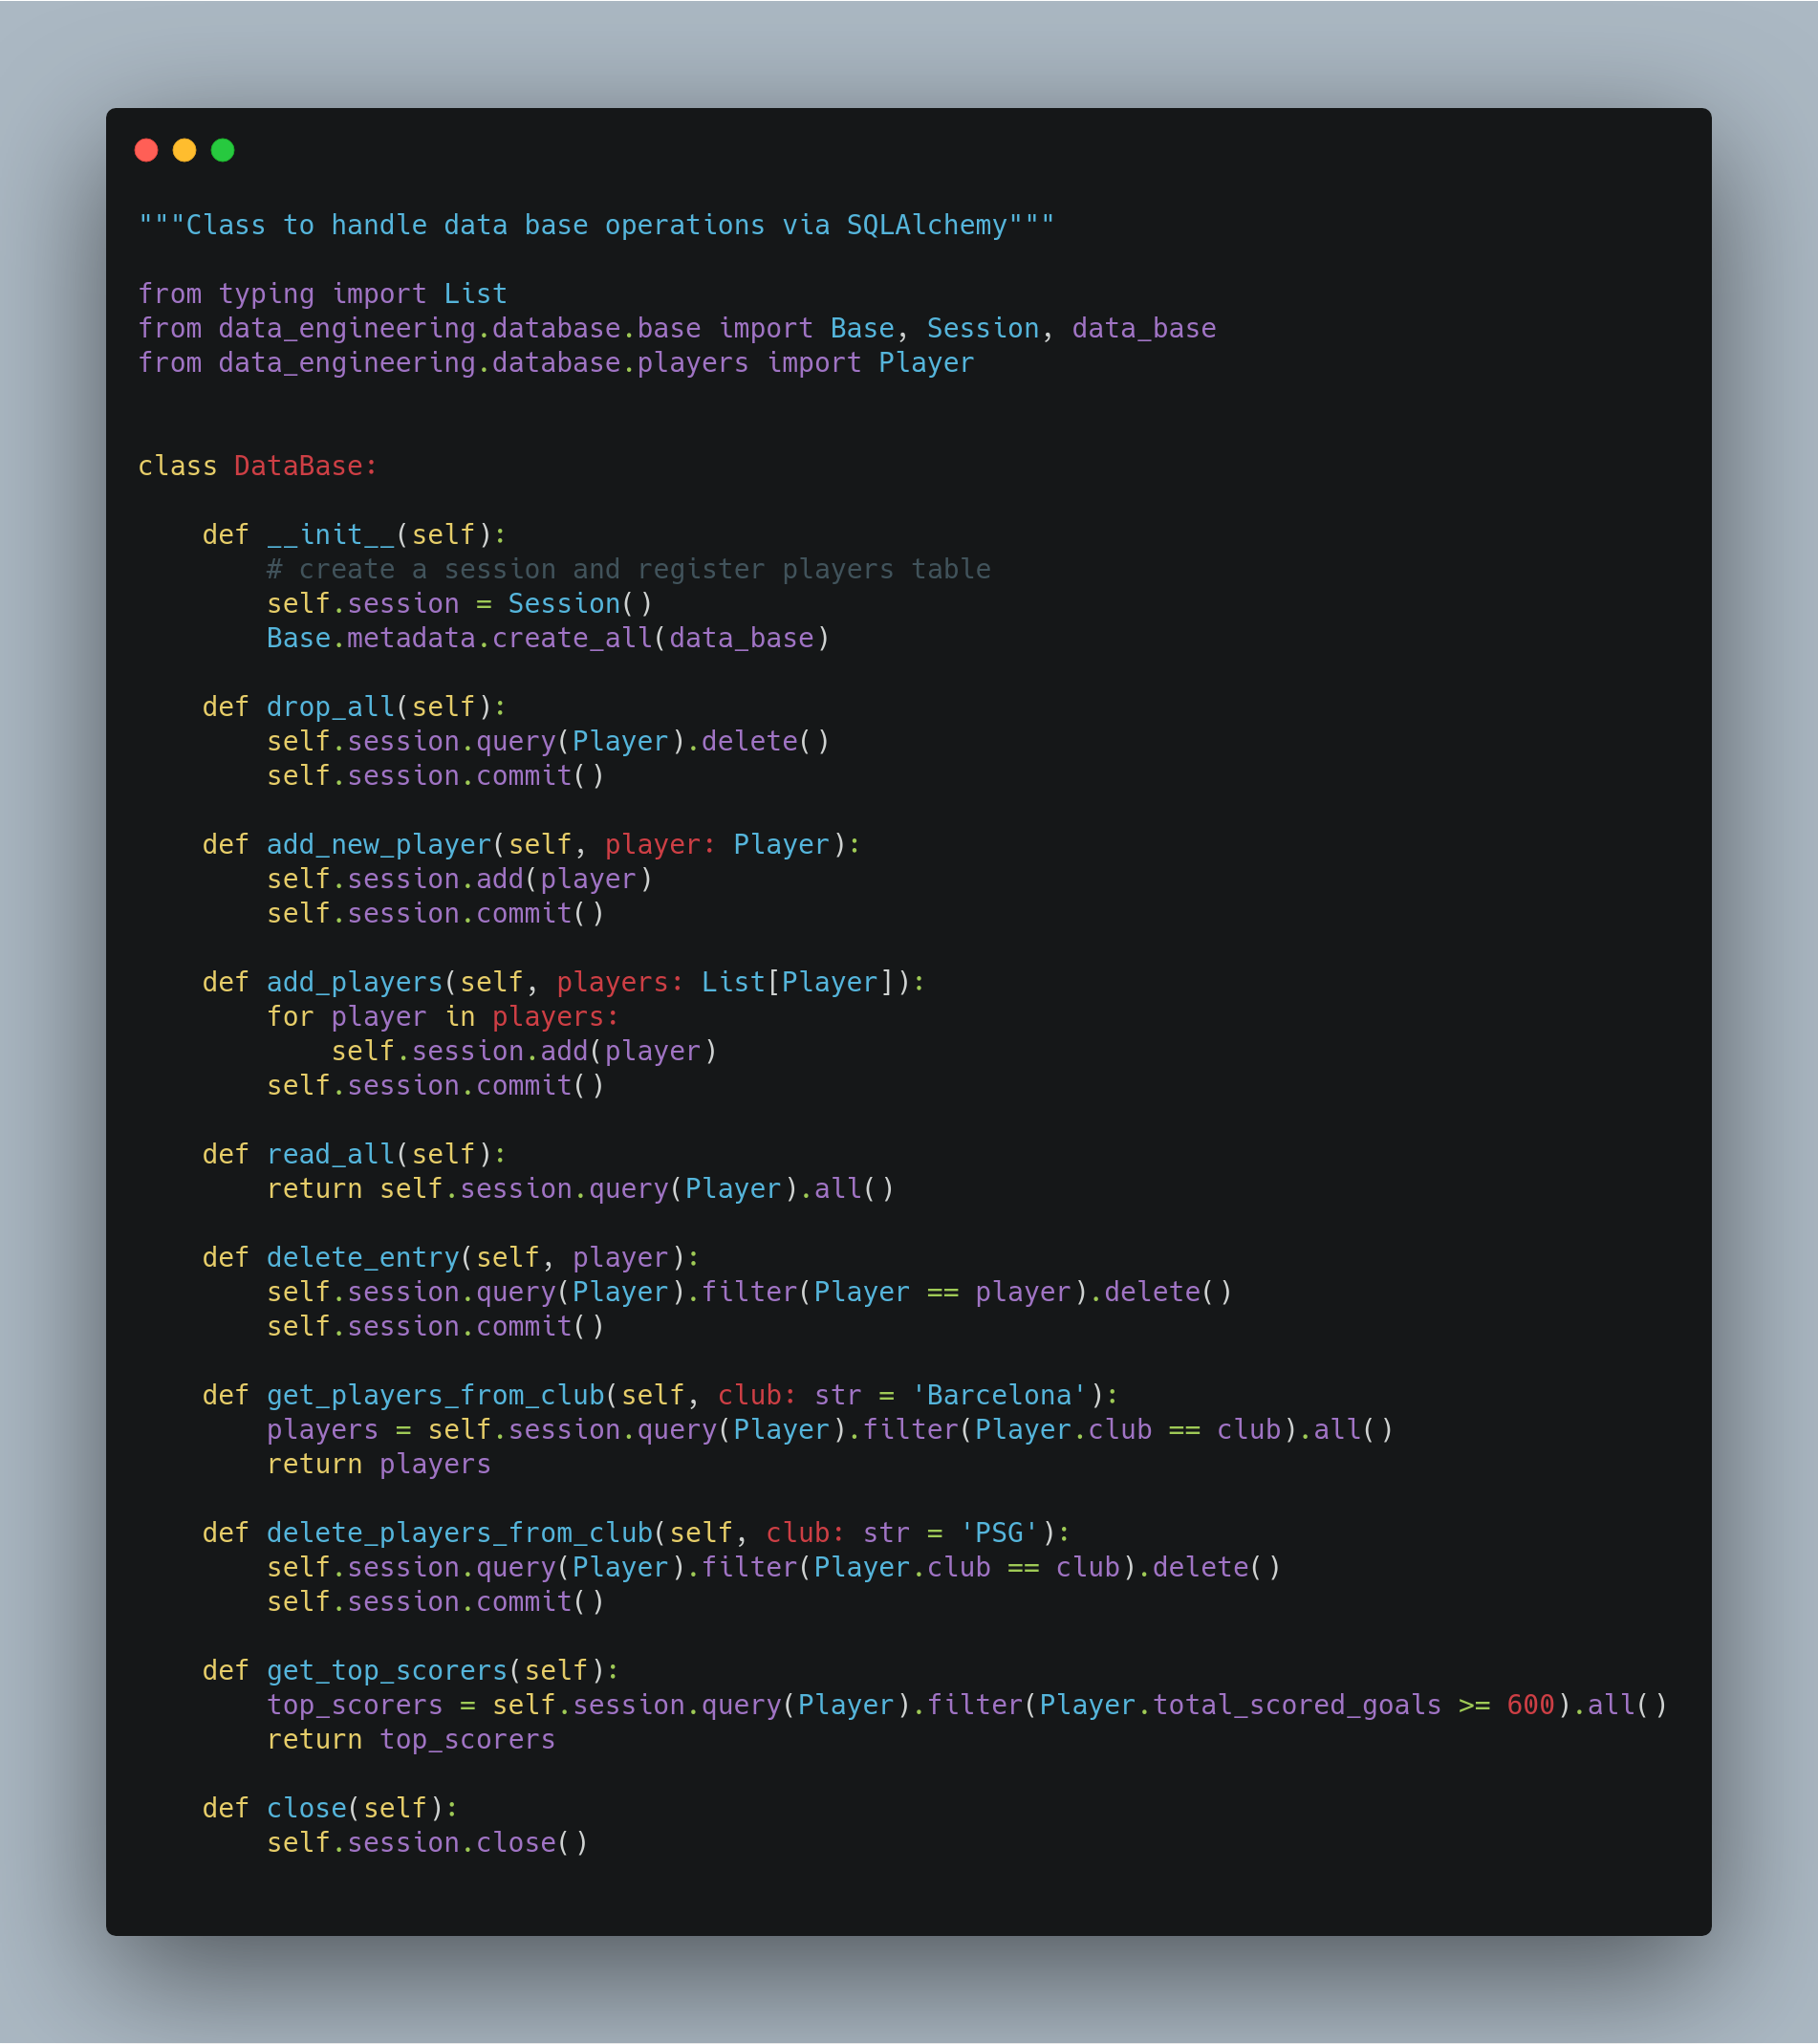 """Class to handle data base operations via SQLAlchemy"""

from typing import List
from data_engineering.database.base import Base, Session, data_base
from data_engineering.database.players import Player


class DataBase:

    def __init__(self):
        # create a session and register players table
        self.session = Session()
        Base.metadata.create_all(data_base)

    def drop_all(self):
        self.session.query(Player).delete()
        self.session.commit()

    def add_new_player(self, player: Player):
        self.session.add(player)
        self.session.commit()

    def add_players(self, players: List[Player]):
        for player in players:
            self.session.add(player)
        self.session.commit()

    def read_all(self):
        return self.session.query(Player).all()

    def delete_entry(self, player):
        self.session.query(Player).filter(Player == player).delete()
        self.session.commit()

    def get_players_from_club(self, club: str = 'Barcelona'):
        players = self.session.query(Player).filter(Player.club == club).all()
        return players

    def delete_players_from_club(self, club: str = 'PSG'):
        self.session.query(Player).filter(Player.club == club).delete()
        self.session.commit()

    def get_top_scorers(self):
        top_scorers = self.session.query(Player).filter(Player.total_scored_goals >= 600).all()
        return top_scorers

    def close(self):
        self.session.close()